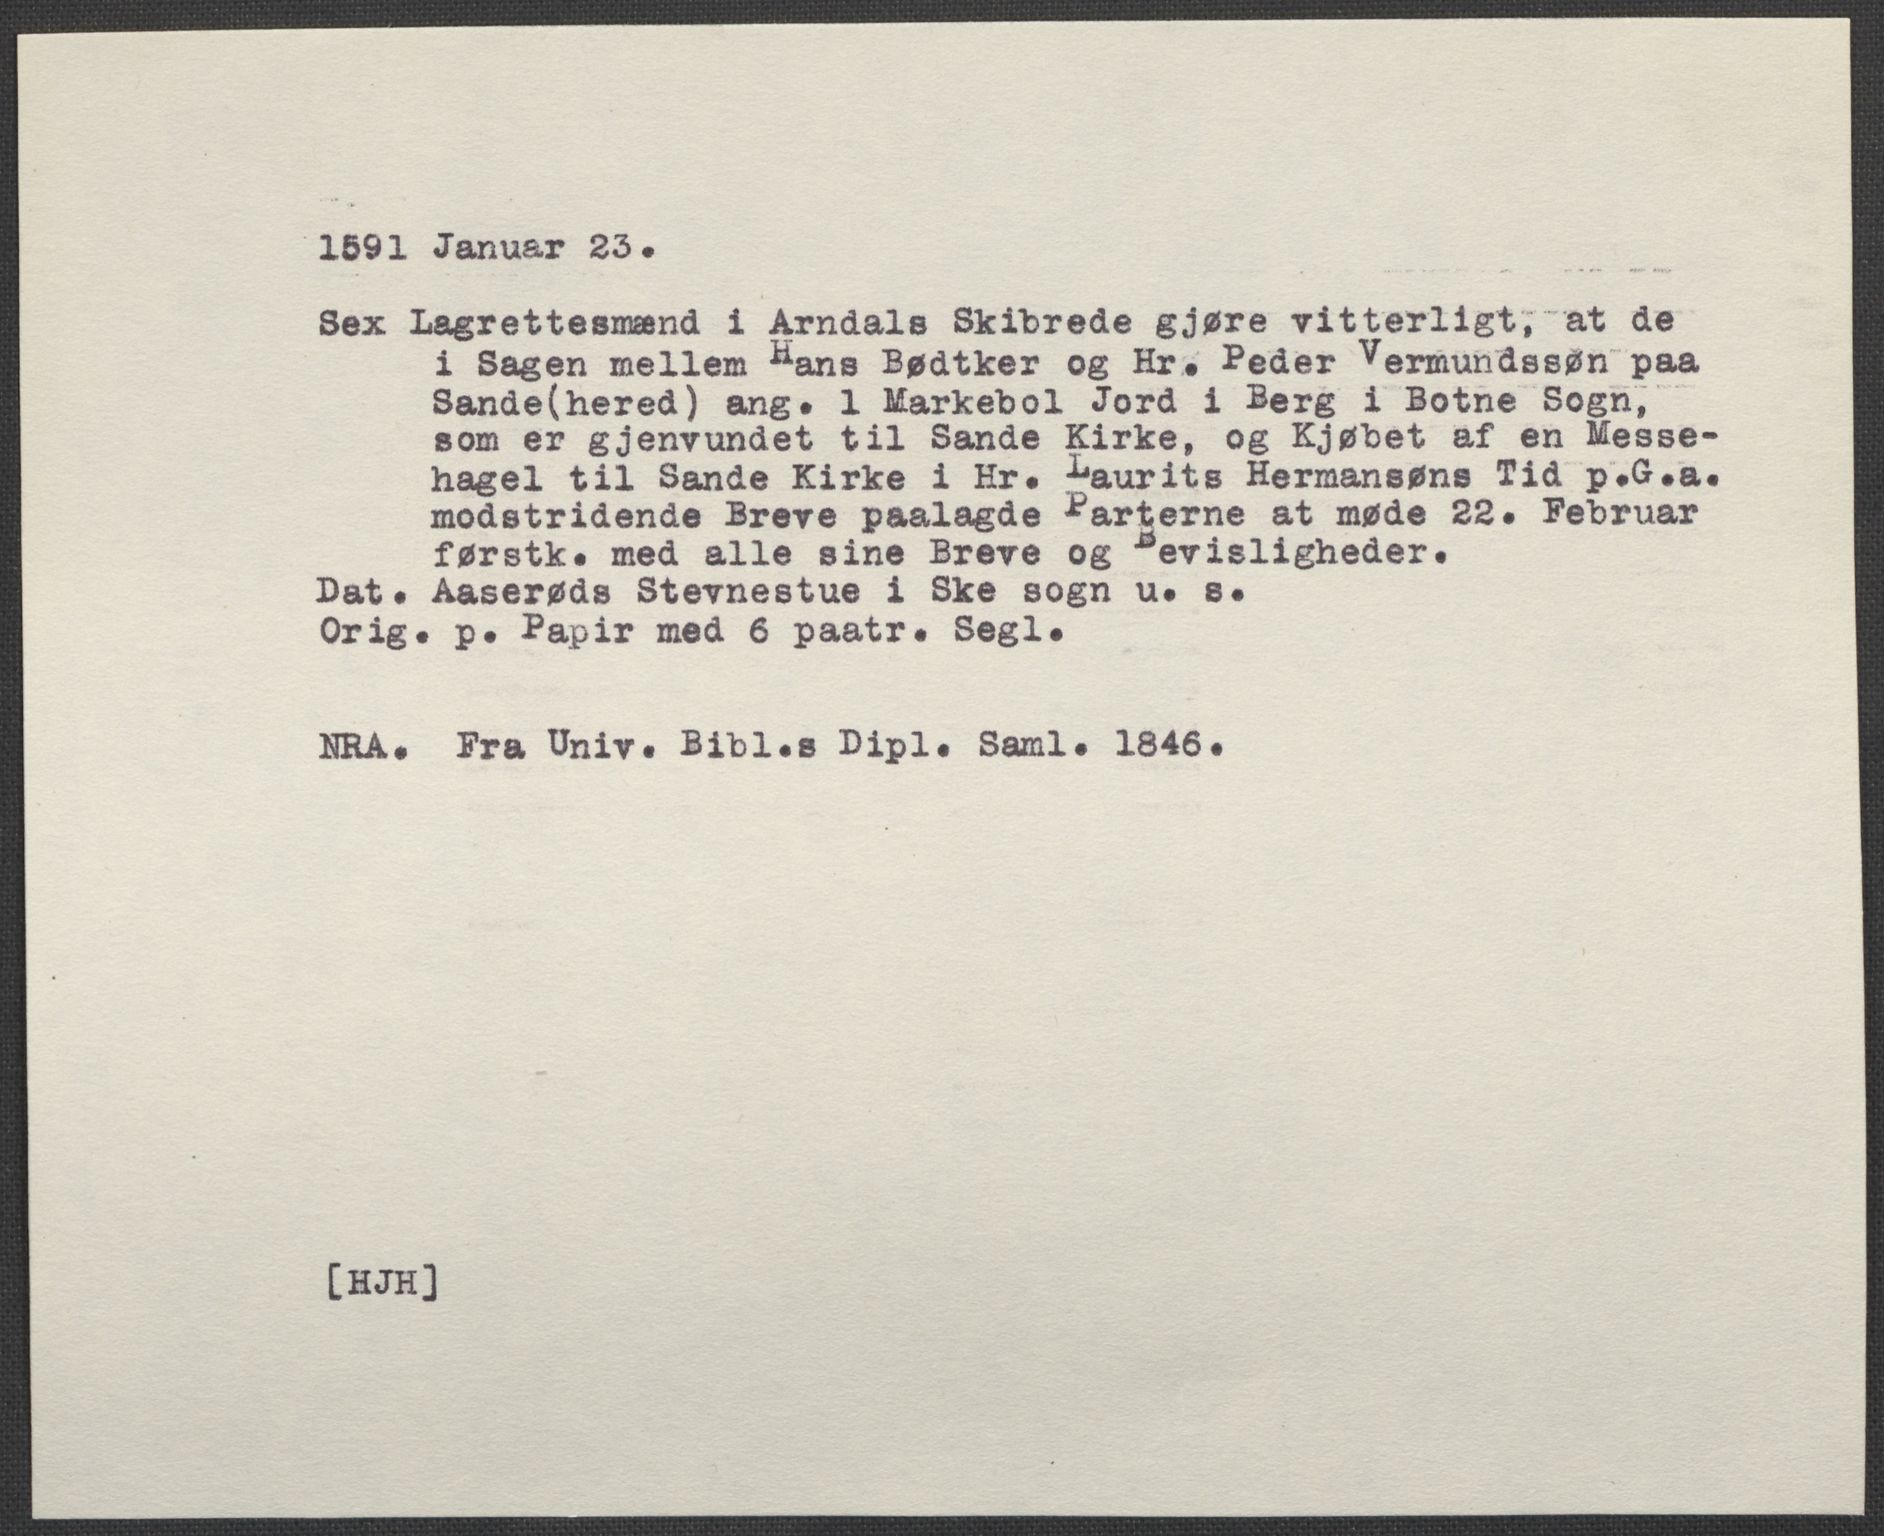 1591 Januar 23.
Sex Lagrettesmænd i Arndals Skibrede gjøre vitterligt, at de
i Sagen mellem Hans Bødtker og Hr. Peder Vermundssøn paa
Sande(hered) ang. 1 Markebol Jord i Berg i Botne Sogn,
som er gjenvundet til Sande Kirke, og Kjøbet af en Messe-
hagel til Sande Kirke i Hr. Laurits Hermansøns Tid p.G.a.
modstridende Breve paalagde Parterne at møde 22. Februar
førstk. med alle sine Breve og Bevisligheder.
Dat. Aaserøds Stevnestue i Ske sogn u. s.
Orig. p. Papir med 6 paatr. Segl.
NRA. Fra Univ. Bibl.s Dipl. Saml. 1846.
[HJH]